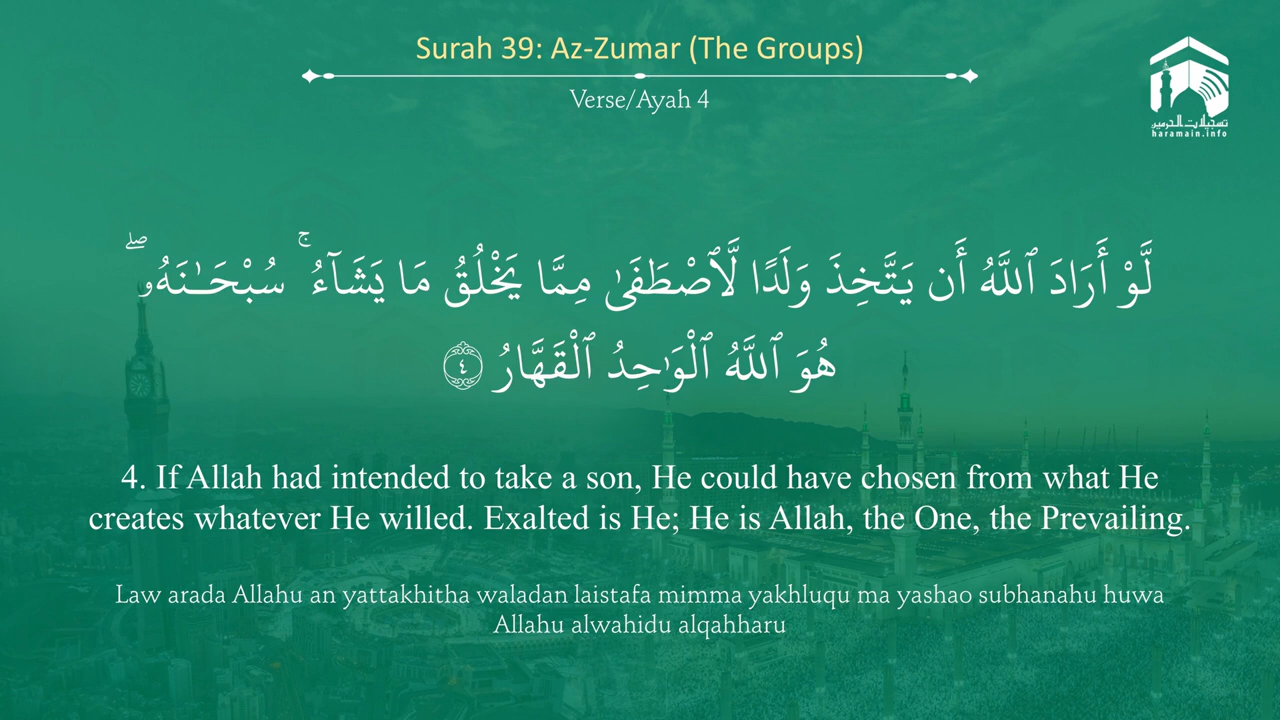 Surah 39: Az-Zumar (The Groups)
Verse/Ayah 4
تسجيلات الحرمين
haramain.info
لَّوْ أَرَادَ ٱللَّهُ أَن يَتَّخِذَ وَلَدًا لَّٱصْطَفَىٰ مِمَّا يَخْلُقُ مَا يَشَآءُ ۚ سُبْحَـٰنَهُۥ ۖ
هُوَ ٱللَّهُ ٱلْوَٰحِدُ ٱلْقَهَّارُ ٤
4. If Allah had intended to take a son, He could have chosen from what He
creates whatever He willed. Exalted is He; He is Allah, the One, the Prevailing.
Law arada Allahu an yattakhitha waladan laistafa mimma yakhluqu ma yashao subhanahu huwa
Allahu alwahidu alqahharu